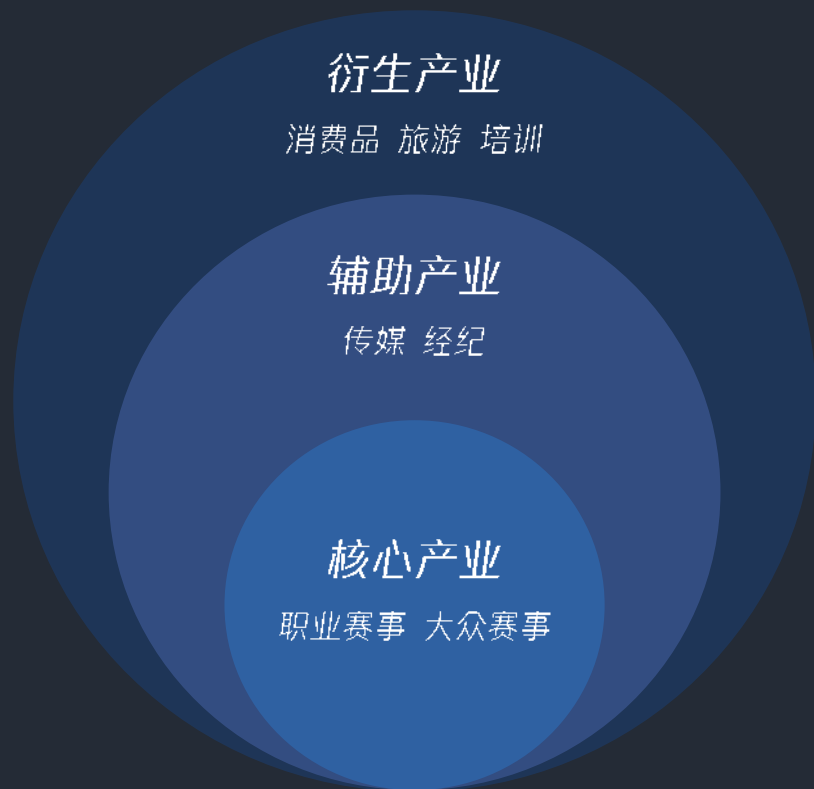 衍生产业
消费品 旅游 培训
辅助产业
传媒 经纪
核心产业
职业赛事 大众赛事